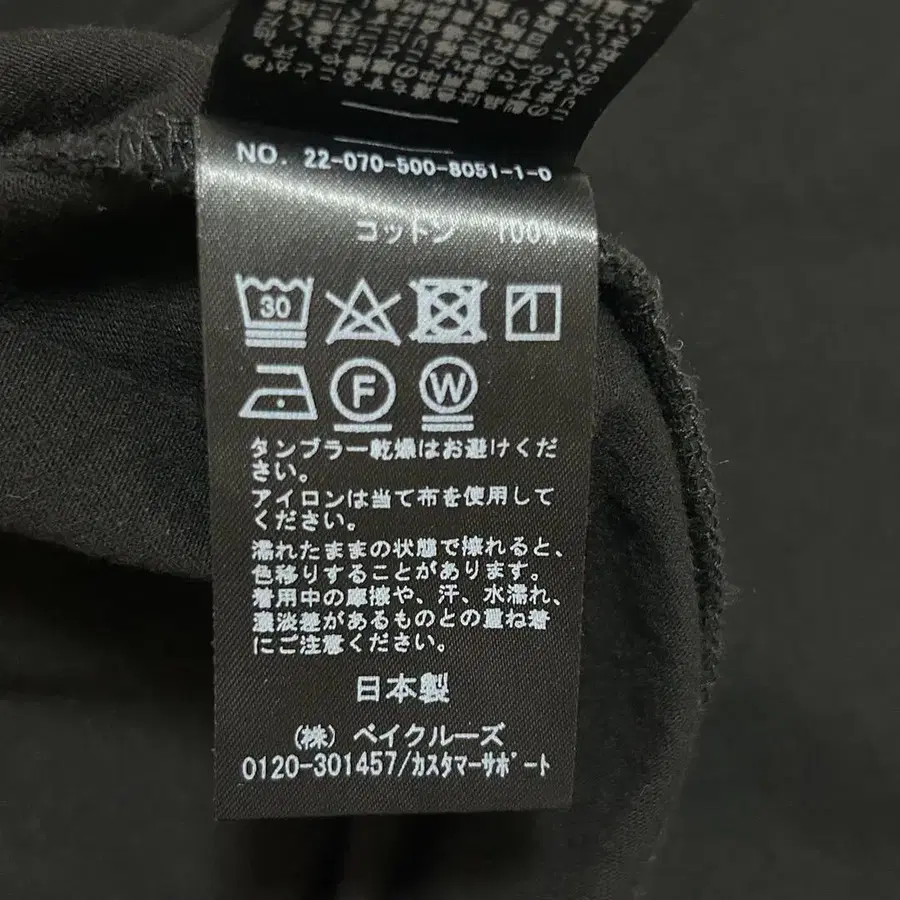 NO. 22-070-500-8051-1-0
コットン 100%
30
F
W
タンブラー乾燥はお避けくだ
さい。
アイロンは当て布を使用して
ください。
濡れたままの状態で擦れると、
色移りすることがあります。
着用中の摩擦や、汗、水濡れ、
濃淡差があるものとの重ね着
にご注意ください。
日本製
(株) ベイクルーズ
0120-301457/カスタマーサポート